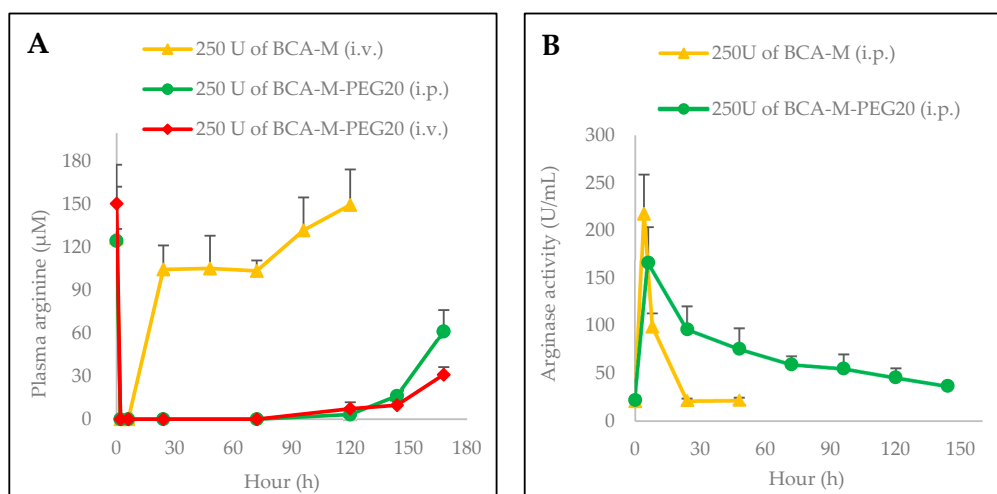 A
250 U of BCA-M (i.v.)
250 U of BCA-M-PEG20 (i.p.)
250 U of BCA-M-PEG20 (i.v.)
Plasma arginine (µM)
180
150
120
90
60
30
0
0 30 60 90 120 150 180
Hour (h)
B
250U of BCA-M (i.p.)
250U of BCA-M-PEG20 (i.p.)
Arginase activity (U/mL)
300
250
200
150
100
50
0
0 30 60 90 120 150
Hour (h)